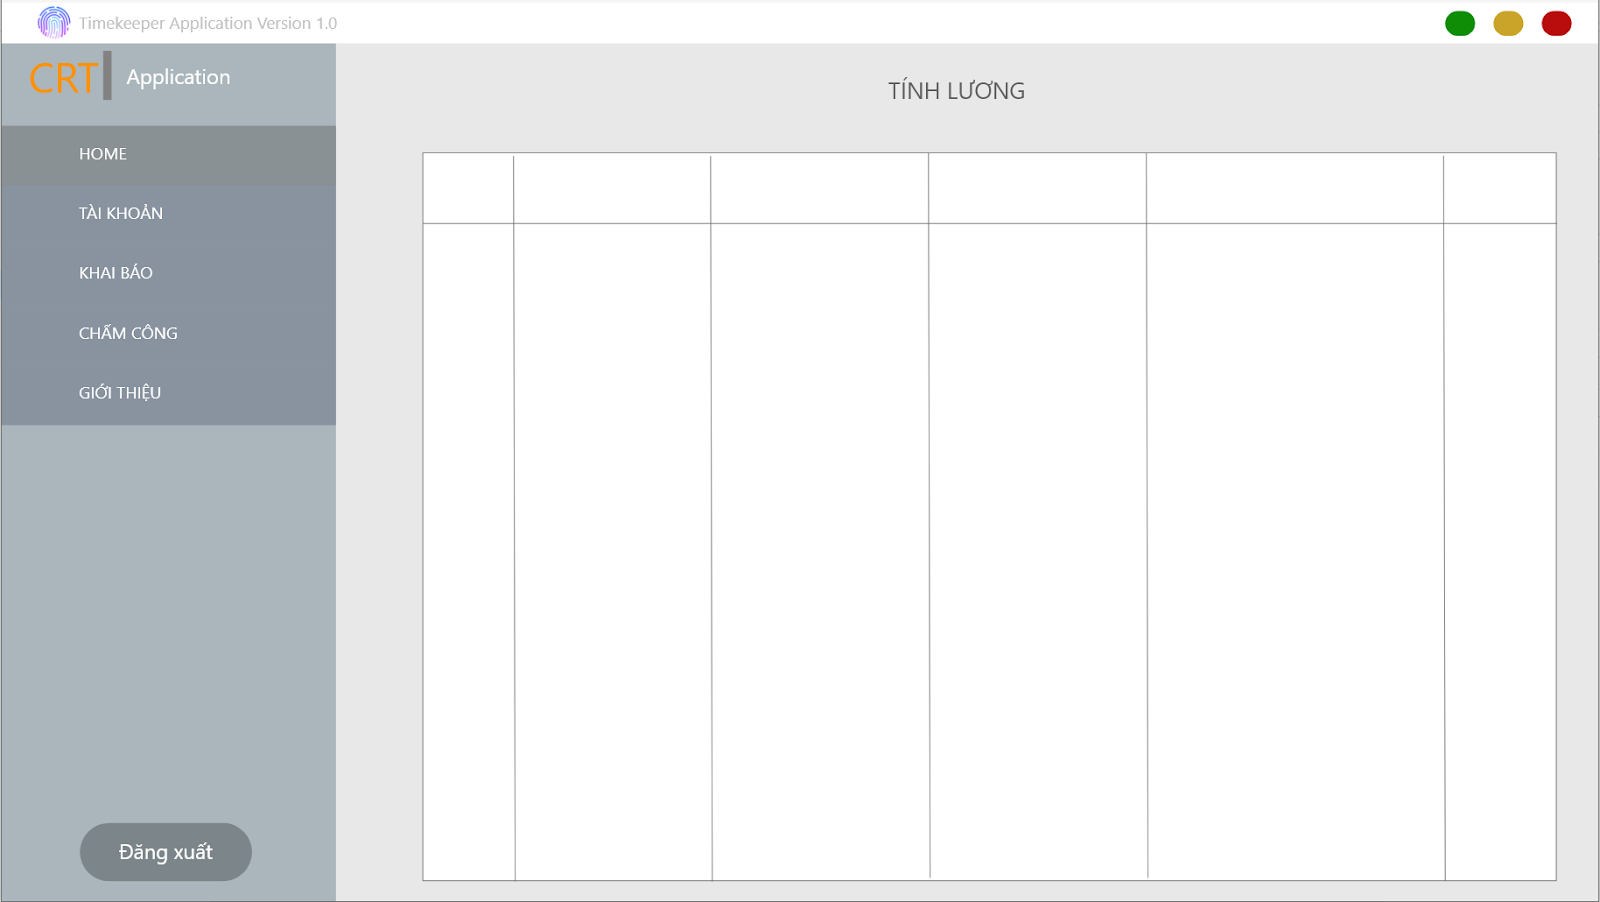 Timekeeper Application Version 1.0
CRT Application
TÍNH LƯƠNG
HOME
TÀI KHOẢN
KHAI BÁO
CHẤM CÔNG
GIỚI THIỆU
Đăng xuất